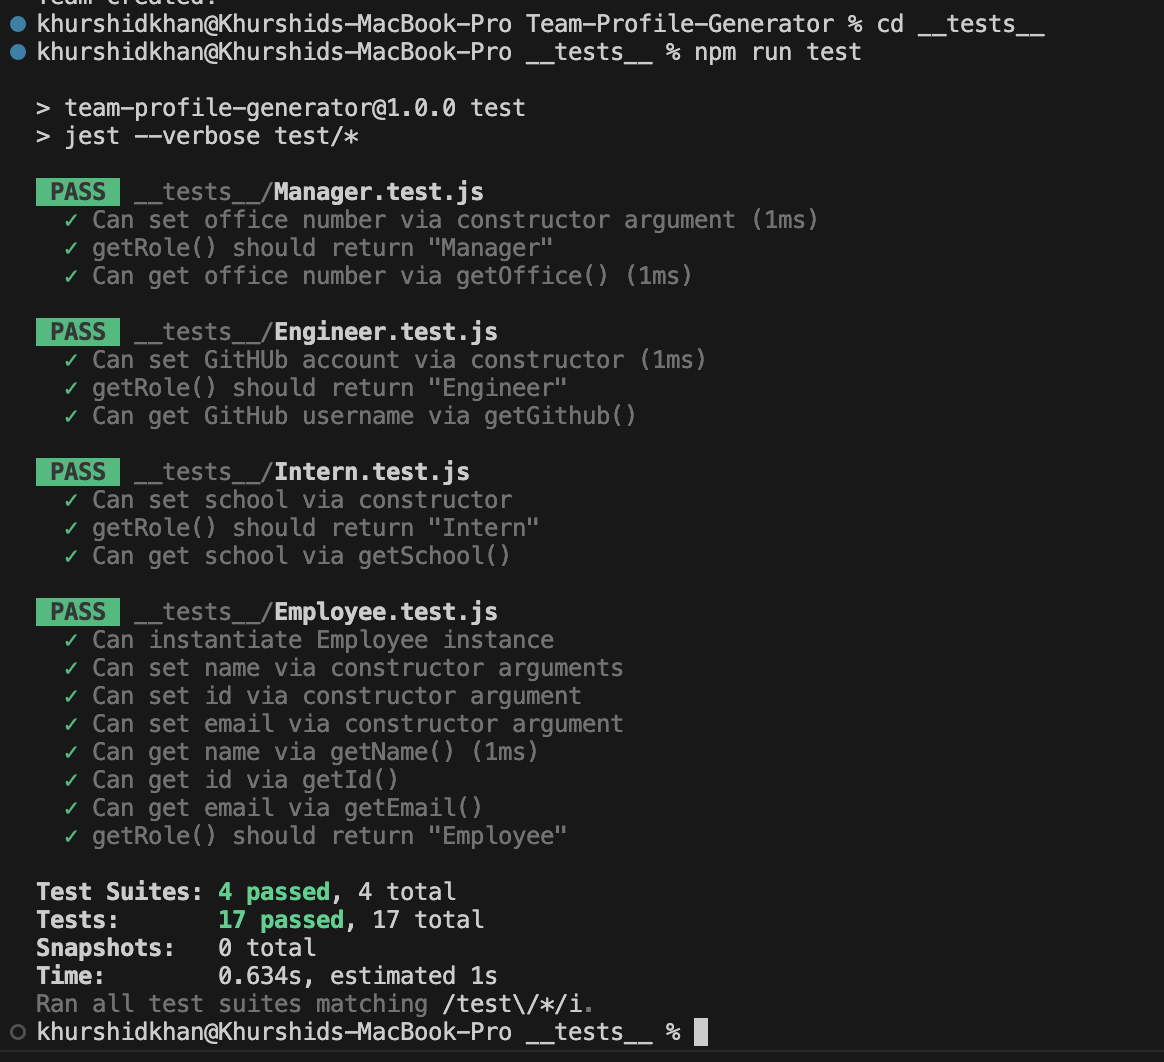 Team created.
khurshidkhan@Khurshids-MacBook-Pro Team-Profile-Generator % cd __tests__
khurshidkhan@Khurshids-MacBook-Pro __tests__ % npm run test
> team-profile-generator@1.0.0 test
> jest --verbose test/*
PASS __tests__/Manager.test.js
✓ Can set office number via constructor argument (1ms)
✓ getRole() should return "Manager"
✓ Can get office number via getOffice() (1ms)
PASS __tests__/Engineer.test.js
✓ Can set GitHUb account via constructor (1ms)
✓ getRole() should return "Engineer"
✓ Can get GitHub username via getGithub()
PASS __tests__/Intern.test.js
✓ Can set school via constructor
✓ getRole() should return "Intern"
✓ Can get school via getSchool()
PASS __tests__/Employee.test.js
✓ Can instantiate Employee instance
✓ Can set name via constructor arguments
✓ Can set id via constructor argument
✓ Can set email via constructor argument
✓ Can get name via getName() (1ms)
✓ Can get id via getId()
✓ Can get email via getEmail()
✓ getRole() should return "Employee"
Test Suites: 4 passed, 4 total
Tests: 17 passed, 17 total
Snapshots: 0 total
Time: 0.634s, estimated 1s
Ran all test suites matching /test\/*/i.
khurshidkhan@Khurshids-MacBook-Pro __tests__ %